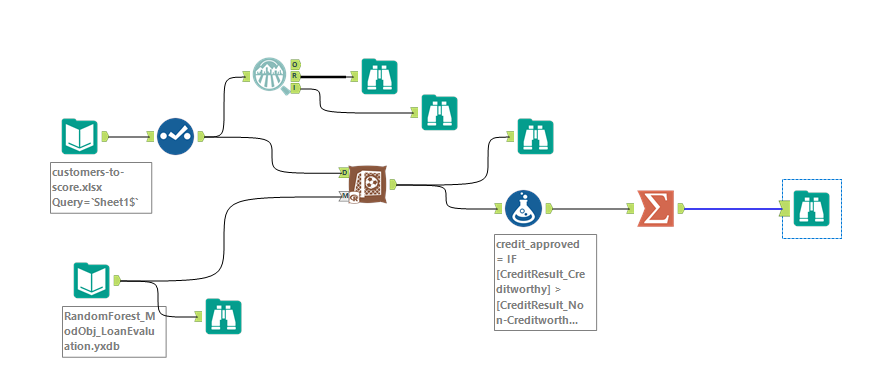 O
R
I
customers-to-
score.xlsx
Query=`Sheet1$`
D
M
R
credit_approved
= IF
[CreditResult_Cre
ditworthy] >
[CreditResult_No
n-Creditworth...
RandomForest_M
odObj_LoanEvalu
ation.yxdb